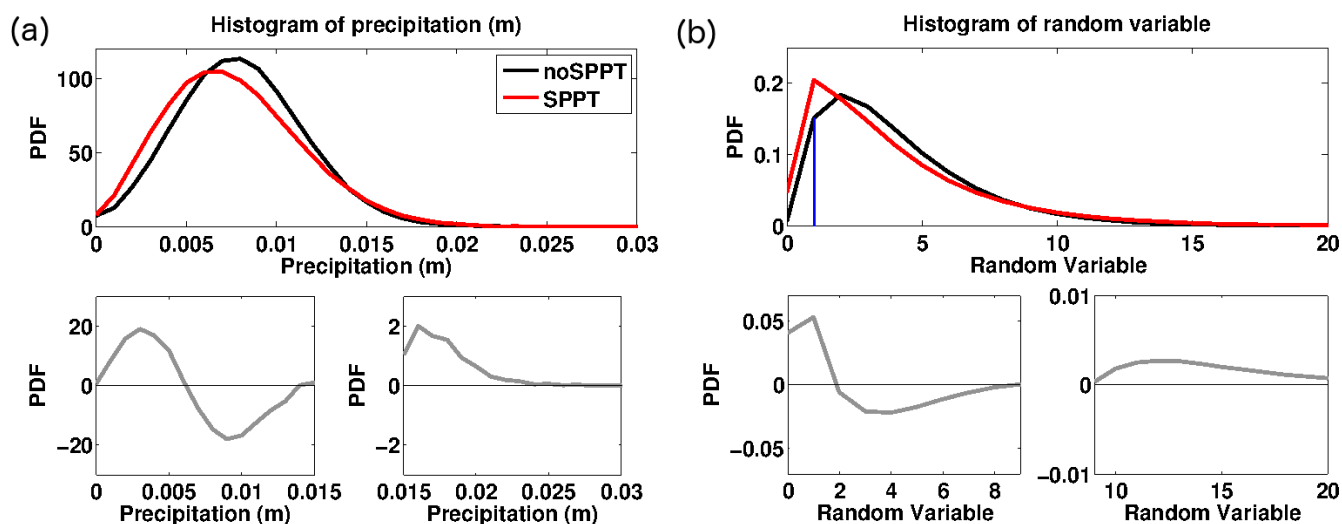 (a)
Histogram of precipitation (m)
PDF
100
50
0
noSPPT
SPPT
0 0.005 0.01 0.015 0.02 0.025 0.03
Precipitation (m)
PDF
20
0
−20
0 0.005 0.01 0.015
Precipitation (m)
PDF
2
0
−2
0.015 0.02 0.025 0.03
Precipitation (m)
(b)
Histogram of random variable
PDF
0.2
0.1
0
0 5 10 15 20
Random Variable
PDF
0.05
0
−0.05
0 2 4 6 8
Random Variable
PDF
0.01
0
−0.01
10 15 20
Random Variable